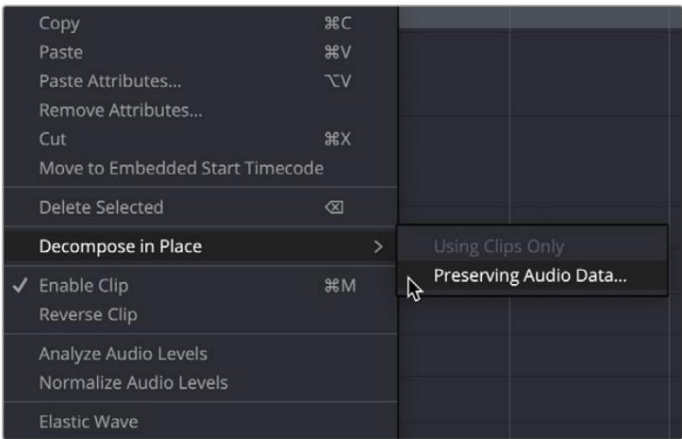 Copy ⌘C
Paste ⌘V
Paste Attributes... ⌥V
Remove Attributes...
Cut ⌘X
Move to Embedded Start Timecode
Delete Selected ⌫
Decompose in Place >
Using Clips Only
Preserving Audio Data...
✓ Enable Clip ⌘M
Reverse Clip
Analyze Audio Levels
Normalize Audio Levels
Elastic Wave